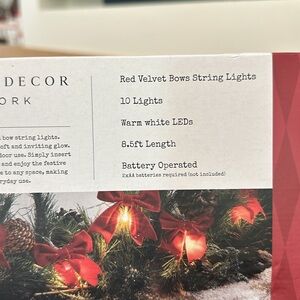 DECOR
ORK
bow string lights.
oft and inviting glow.
door use. Simply insert
and enjoy the festive
e to any space, making
ryday use.
Red Velvet Bows String Lights
10 Lights
Warm white LEDs
8.5ft Length
Battery Operated
2xAA batteries required (not included)